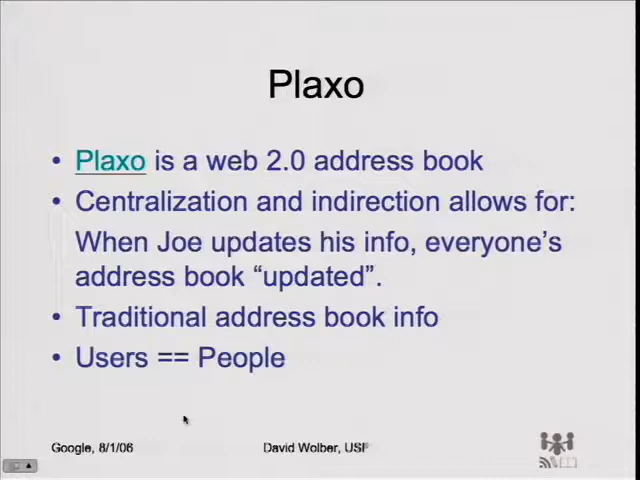 Plaxo
• Plaxo is a web 2.0 address book
• Centralization and indirection allows for:
When Joe updates his info, everyone's
address book “updated”.
• Traditional address book info
• Users == People
Google, 8/1/06
David Wolber, USF